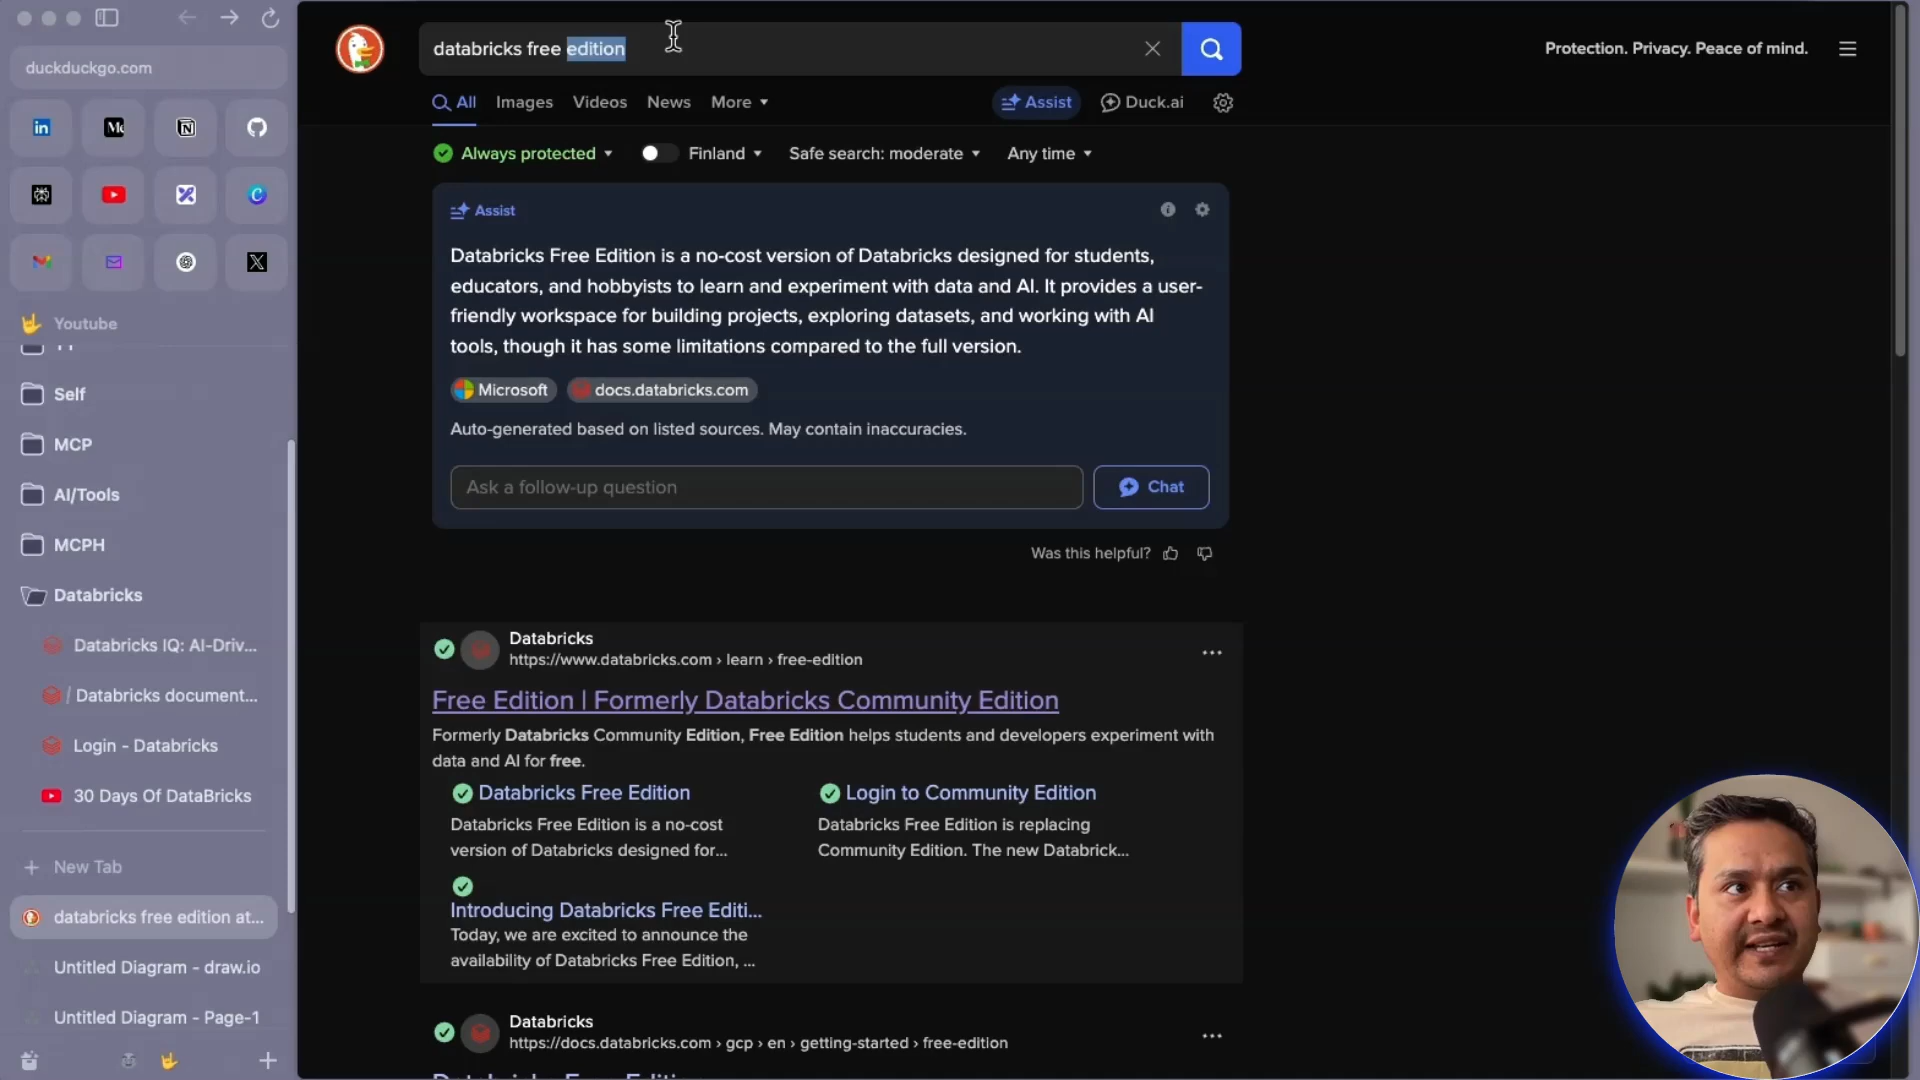 duckduckgo.com
Youtube
Self
MCP
AI/Tools
MCPH
Databricks
Databricks IQ: AI-Driv...
/ Databricks document...
Login - Databricks
30 Days Of DataBricks
New Tab
databricks free edition at...
Untitled Diagram - draw.io
Untitled Diagram - Page-1
databricks free edition
Protection. Privacy. Peace of mind.
All
Images
Videos
News
More
Assist
Duck.ai
Always protected
Finland
Safe search: moderate
Any time
Assist
Databricks Free Edition is a no-cost version of Databricks designed for students,
educators, and hobbyists to learn and experiment with data and AI. It provides a user-
friendly workspace for building projects, exploring datasets, and working with AI
tools, though it has some limitations compared to the full version.
Microsoft
docs.databricks.com
Auto-generated based on listed sources. May contain inaccuracies.
Ask a follow-up question
Chat
Was this helpful?
Databricks
https://www.databricks.com › learn › free-edition
Free Edition | Formerly Databricks Community Edition
Formerly Databricks Community Edition, Free Edition helps students and developers experiment with
data and AI for free.
Databricks Free Edition
Databricks Free Edition is a no-cost
version of Databricks designed for...
Login to Community Edition
Databricks Free Edition is replacing
Community Edition. The new Databrick...
Introducing Databricks Free Editi...
Today, we are excited to announce the
availability of Databricks Free Edition, ...
Databricks
https://docs.databricks.com › gcp › en › getting-started › free-edition